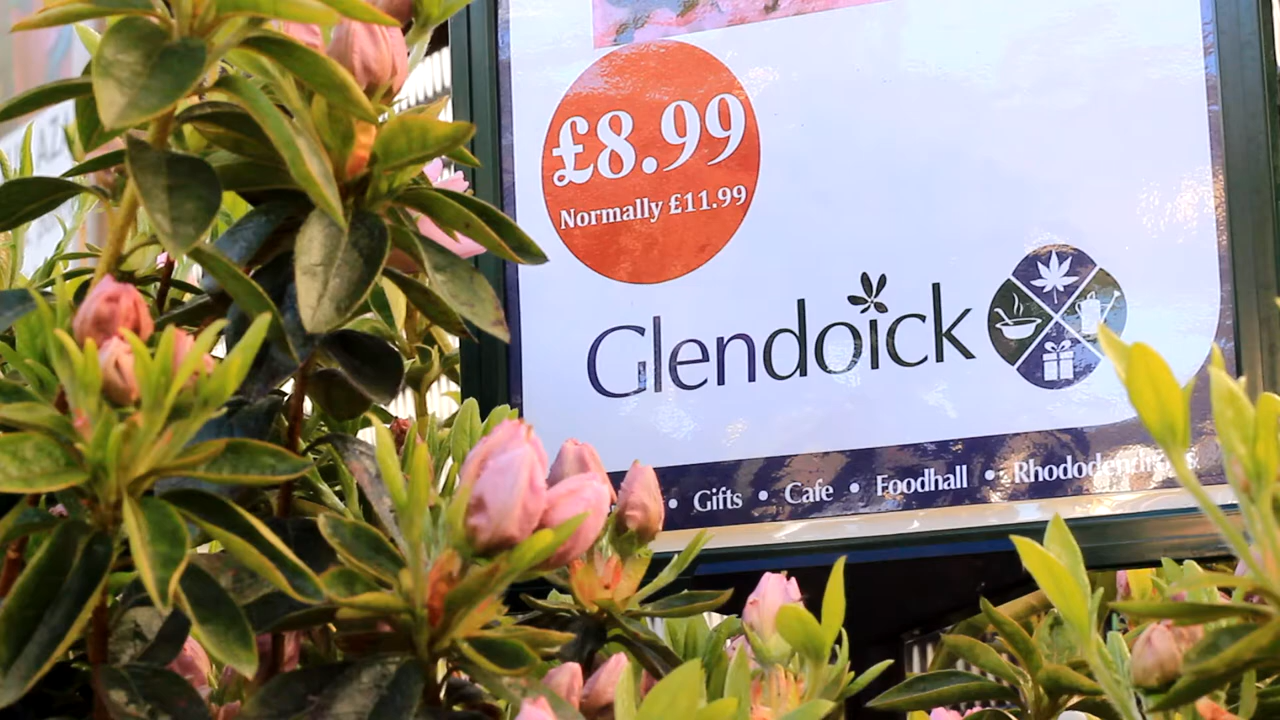 £8.99
Normally £11.99
Glendoick
• Gifts • Cafe • Foodhall • Rhododendrons